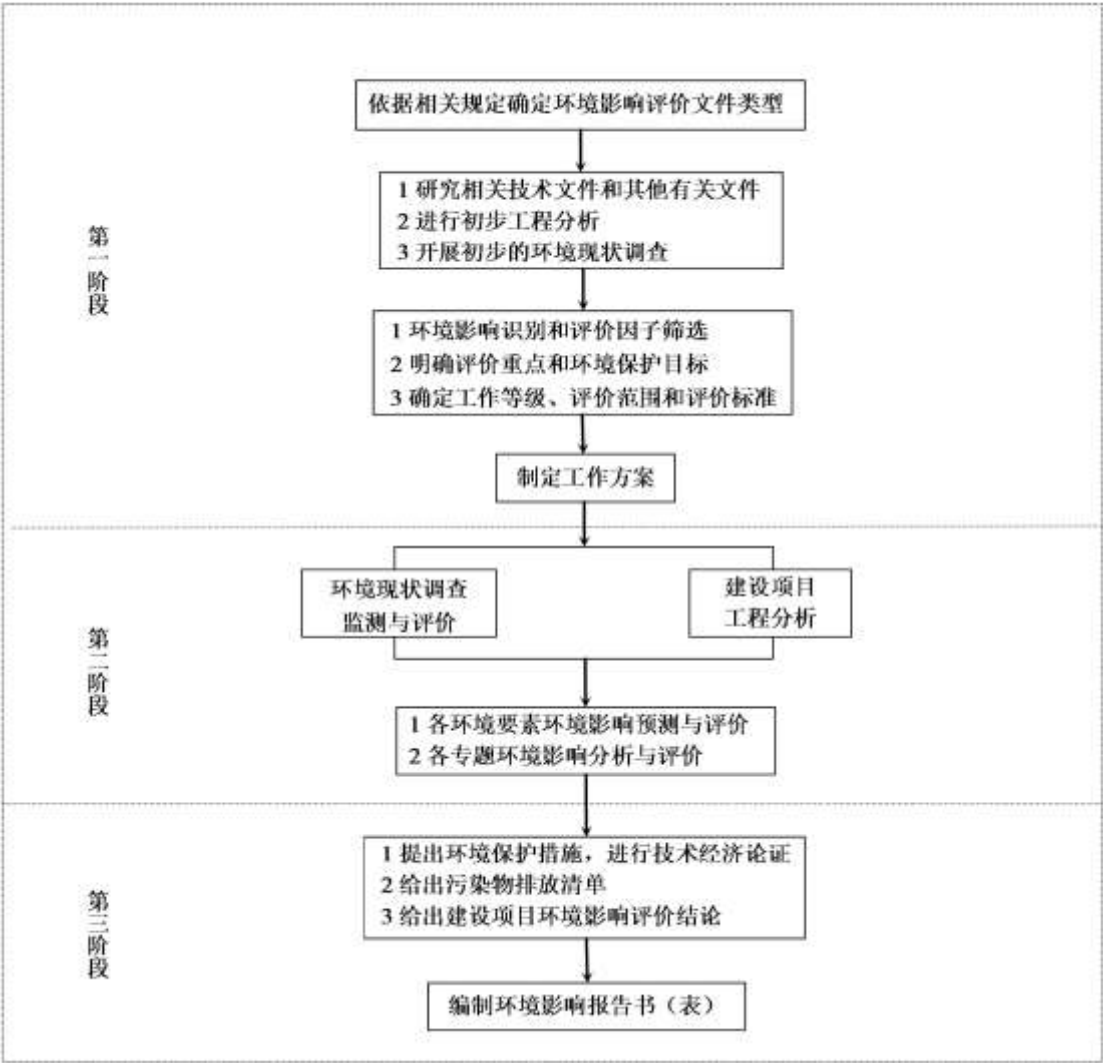 依据相关规定确定环境影响评价文件类型
1 研究相关技术文件和其他有关文件
2 进行初步工程分析
3 开展初步的环境现状调查
第一阶段
1 环境影响识别和评价因子筛选
2 明确评价重点和环境保护目标
3 确定工作等级、评价范围和评价标准
制定工作方案
环境现状调查
监测与评价
建设项目
工程分析
第二阶段
1 各环境要素环境影响预测与评价
2 各专题环境影响分析与评价
1 提出环境保护措施，进行技术经济论证
2 给出污染物排放清单
3 给出建设项目环境影响评价结论
第三阶段
编制环境影响报告书（表）